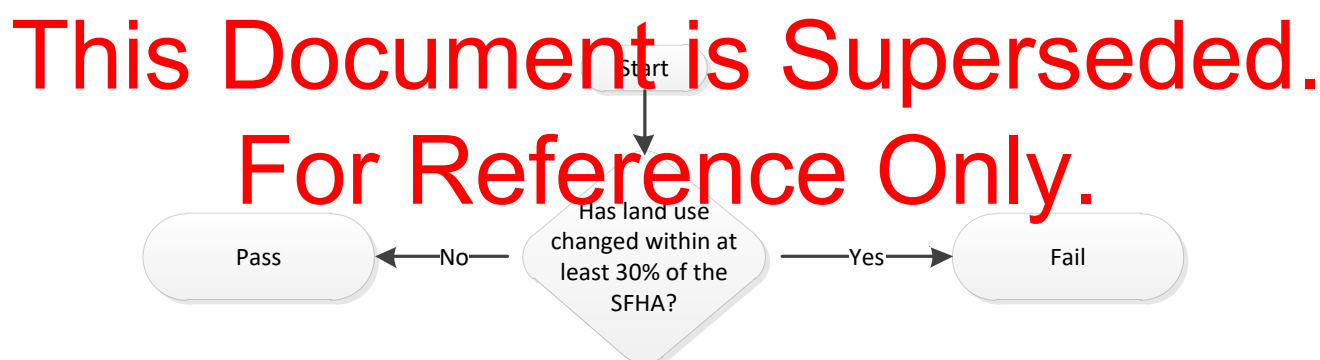 This Document is Superseded.
For Reference Only.
Start
Has land use
changed within at
least 30% of the
SFHA?
Pass
No
Yes
Fail